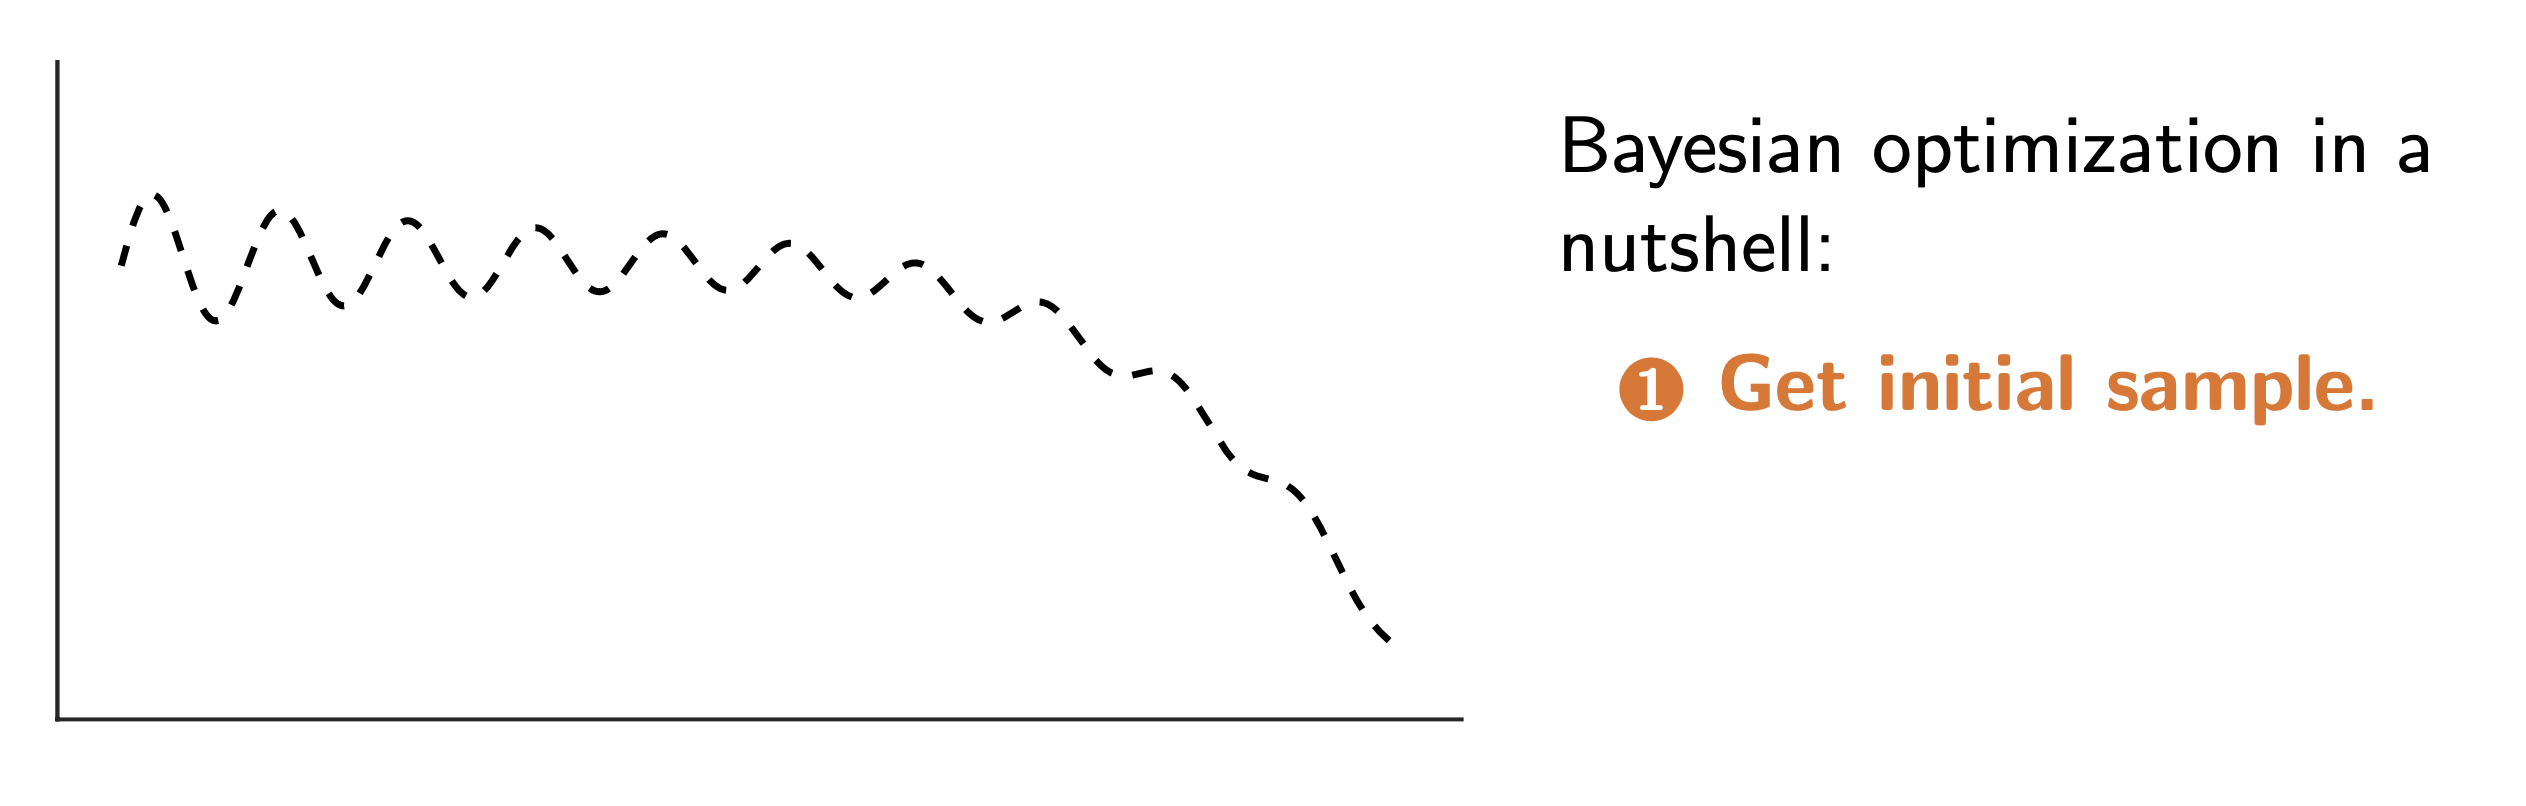 Bayesian optimization in a
nutshell:
❶ Get initial sample.